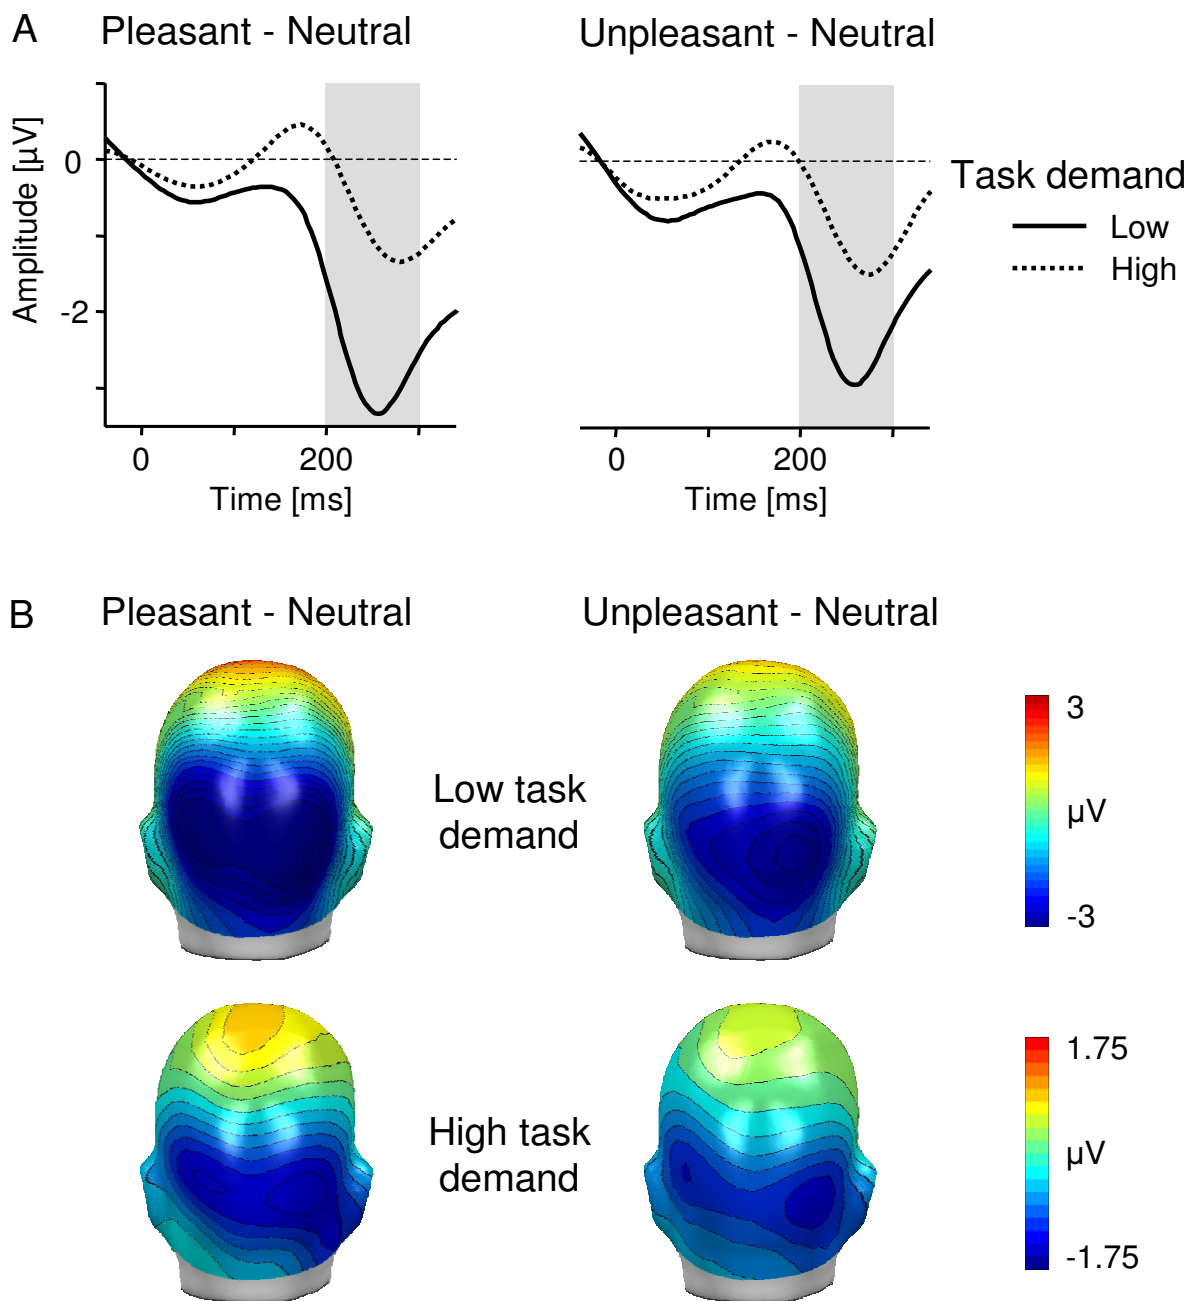 A
Pleasant - Neutral
Unpleasant - Neutral
Amplitude [µV]
0
-2
0
200
Time [ms]
0
200
Time [ms]
Task demand
Low
High
B
Pleasant - Neutral
Unpleasant - Neutral
Low task
demand
3
µV
-3
High task
demand
1.75
µV
-1.75